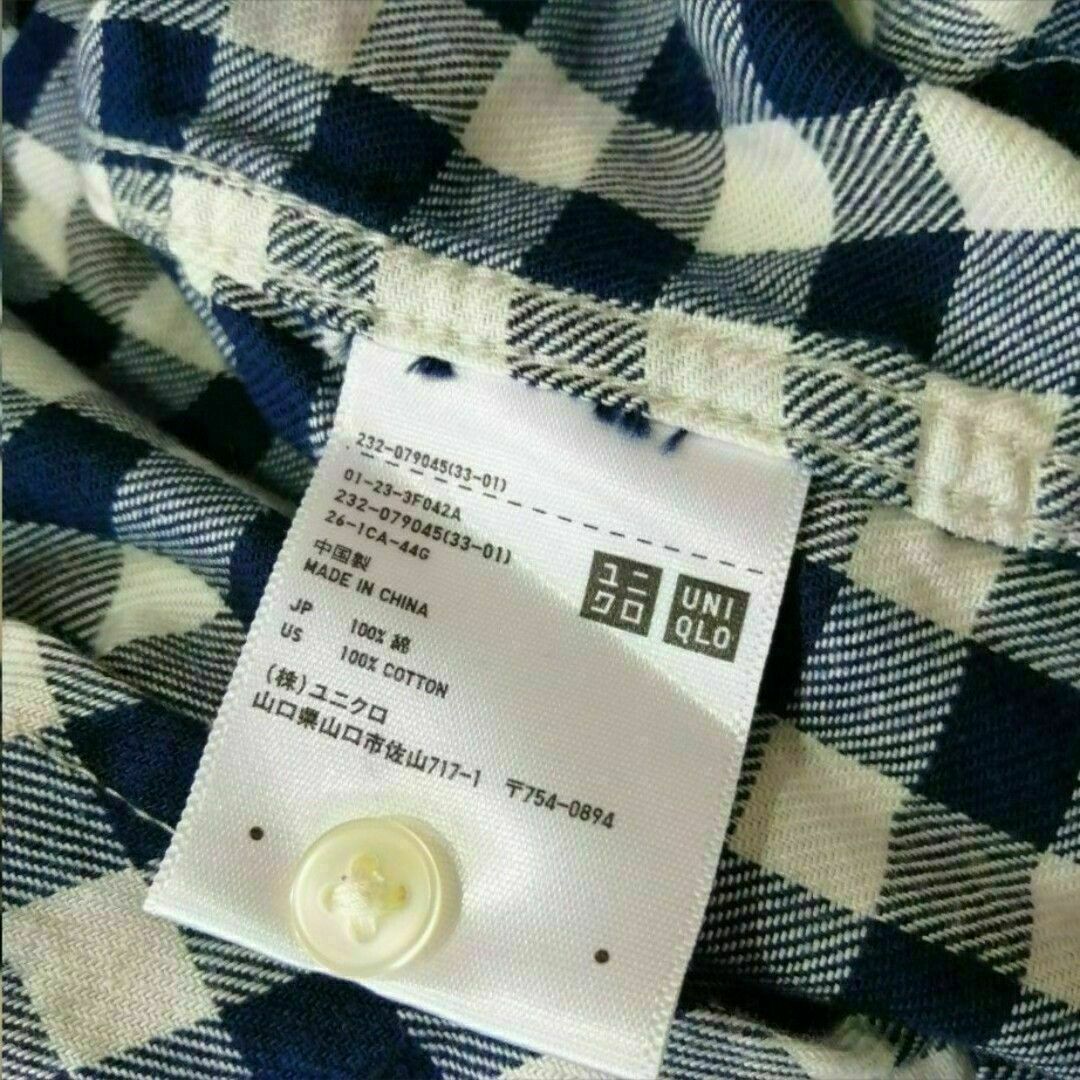 232-079045(33-01)
01-23-3F042A
232-079045(33-01)
26-1CA-44G
中国製
MADE IN CHINA
JP 100% 綿
US 100% COTTON
(株)ユニクロ
山口県山口市佐山717-1 〒754-0894
ユニ
クロ
UNI
QLO